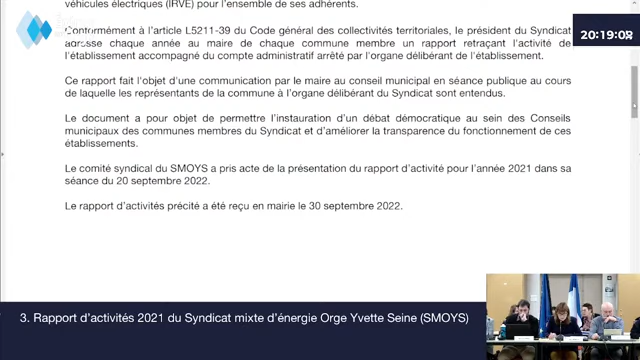 véhicules électriques (IRVE) pour l'ensemble de ses adhérents.
20:19:02
Conformément à l'article L5211-39 du Code général des collectivités territoriales, le président du Syndicat
adresse chaque année au maire de chaque commune membre un rapport retraçant l'activité de
l'établissement accompagné du compte administratif arrêté par l'organe délibérant de l'établissement.
Ce rapport fait l'objet d'une communication par le maire au conseil municipal en séance publique au cours
de laquelle les représentants de la commune à l'organe délibérant du Syndicat sont entendus.
Le document a pour objet de permettre l'instauration d'un débat démocratique au sein des Conseils
municipaux des communes membres du Syndicat et d'améliorer la transparence du fonctionnement de ces
établissements.
Le comité syndical du SMOYS a pris acte de la présentation du rapport d'activité pour l'année 2021 dans sa
séance du 20 septembre 2022.
Le rapport d'activités précité a été reçu en mairie le 30 septembre 2022.
3. Rapport d'activités 2021 du Syndicat mixte d'énergie Orge Yvette Seine (SMOYS)